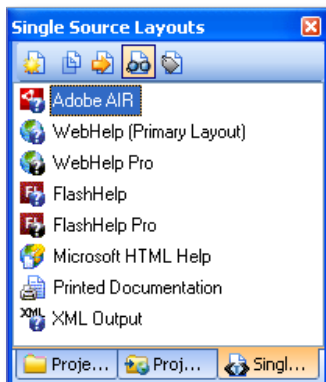 Single Source Layouts
Adobe AIR
WebHelp (Primary Layout)
WebHelp Pro
FlashHelp
FlashHelp Pro
Microsoft HTML Help
Printed Documentation
XML Output
Proje... Proj... Singl...